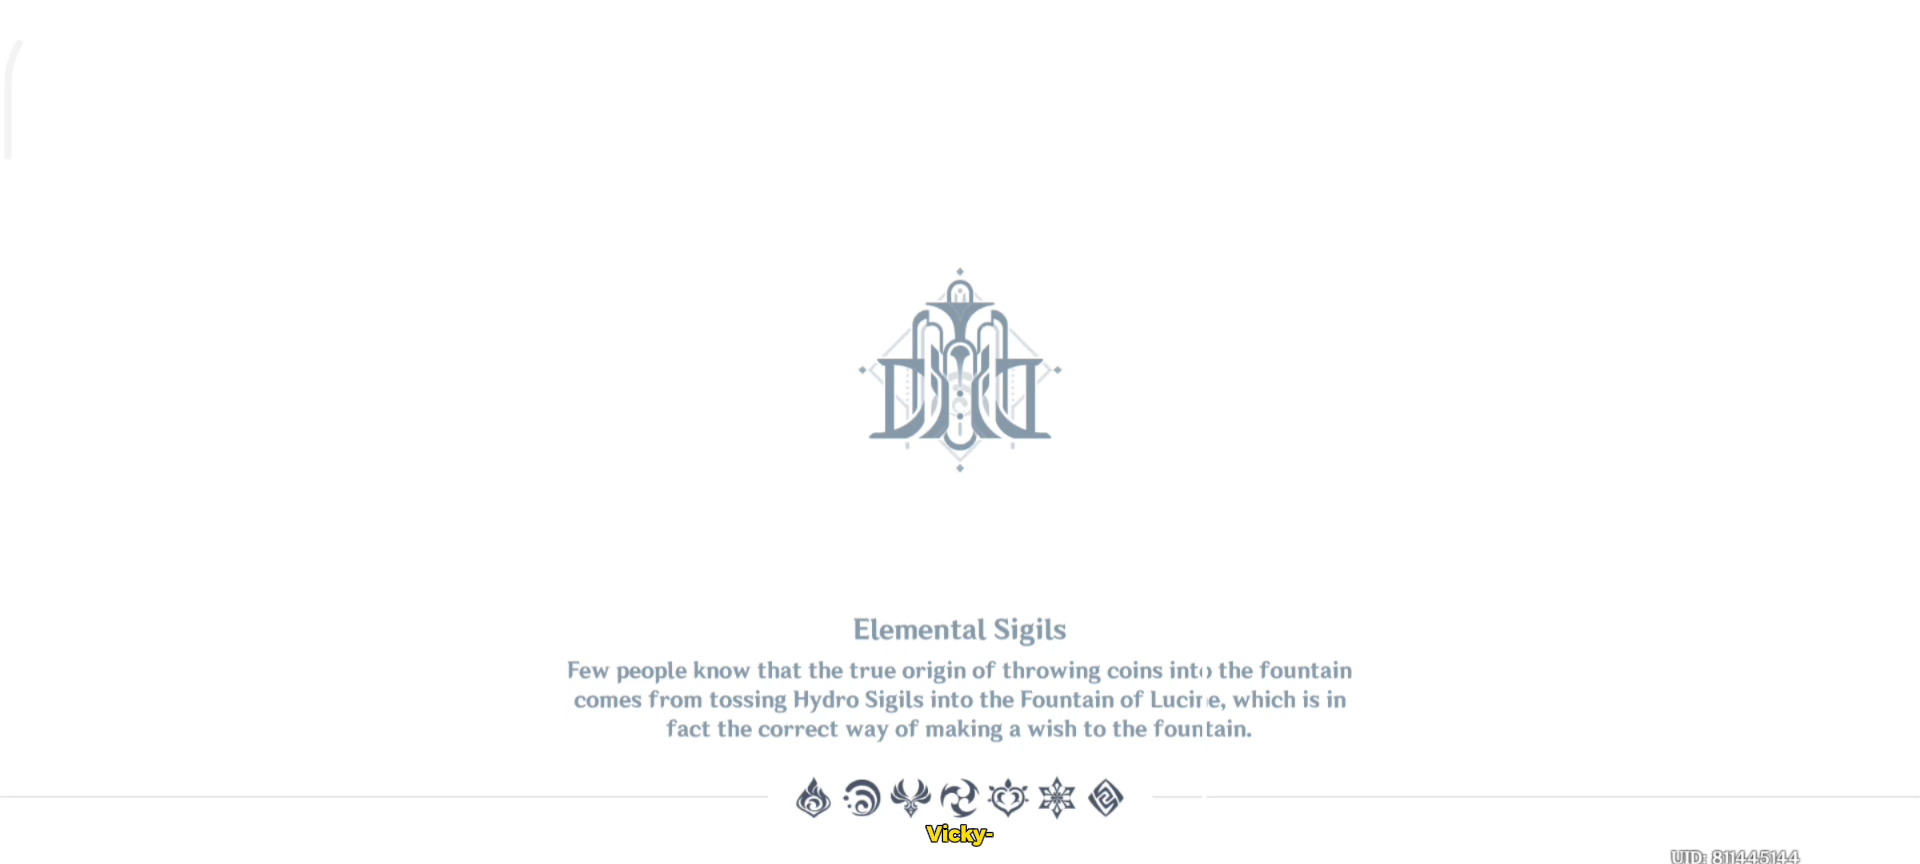 Elemental Sigils
Few people know that the true origin of throwing coins into the fountain
comes from tossing Hydro Sigils into the Fountain of Lucine, which is in
fact the correct way of making a wish to the fountain.
Vicky-
UID: 811445144